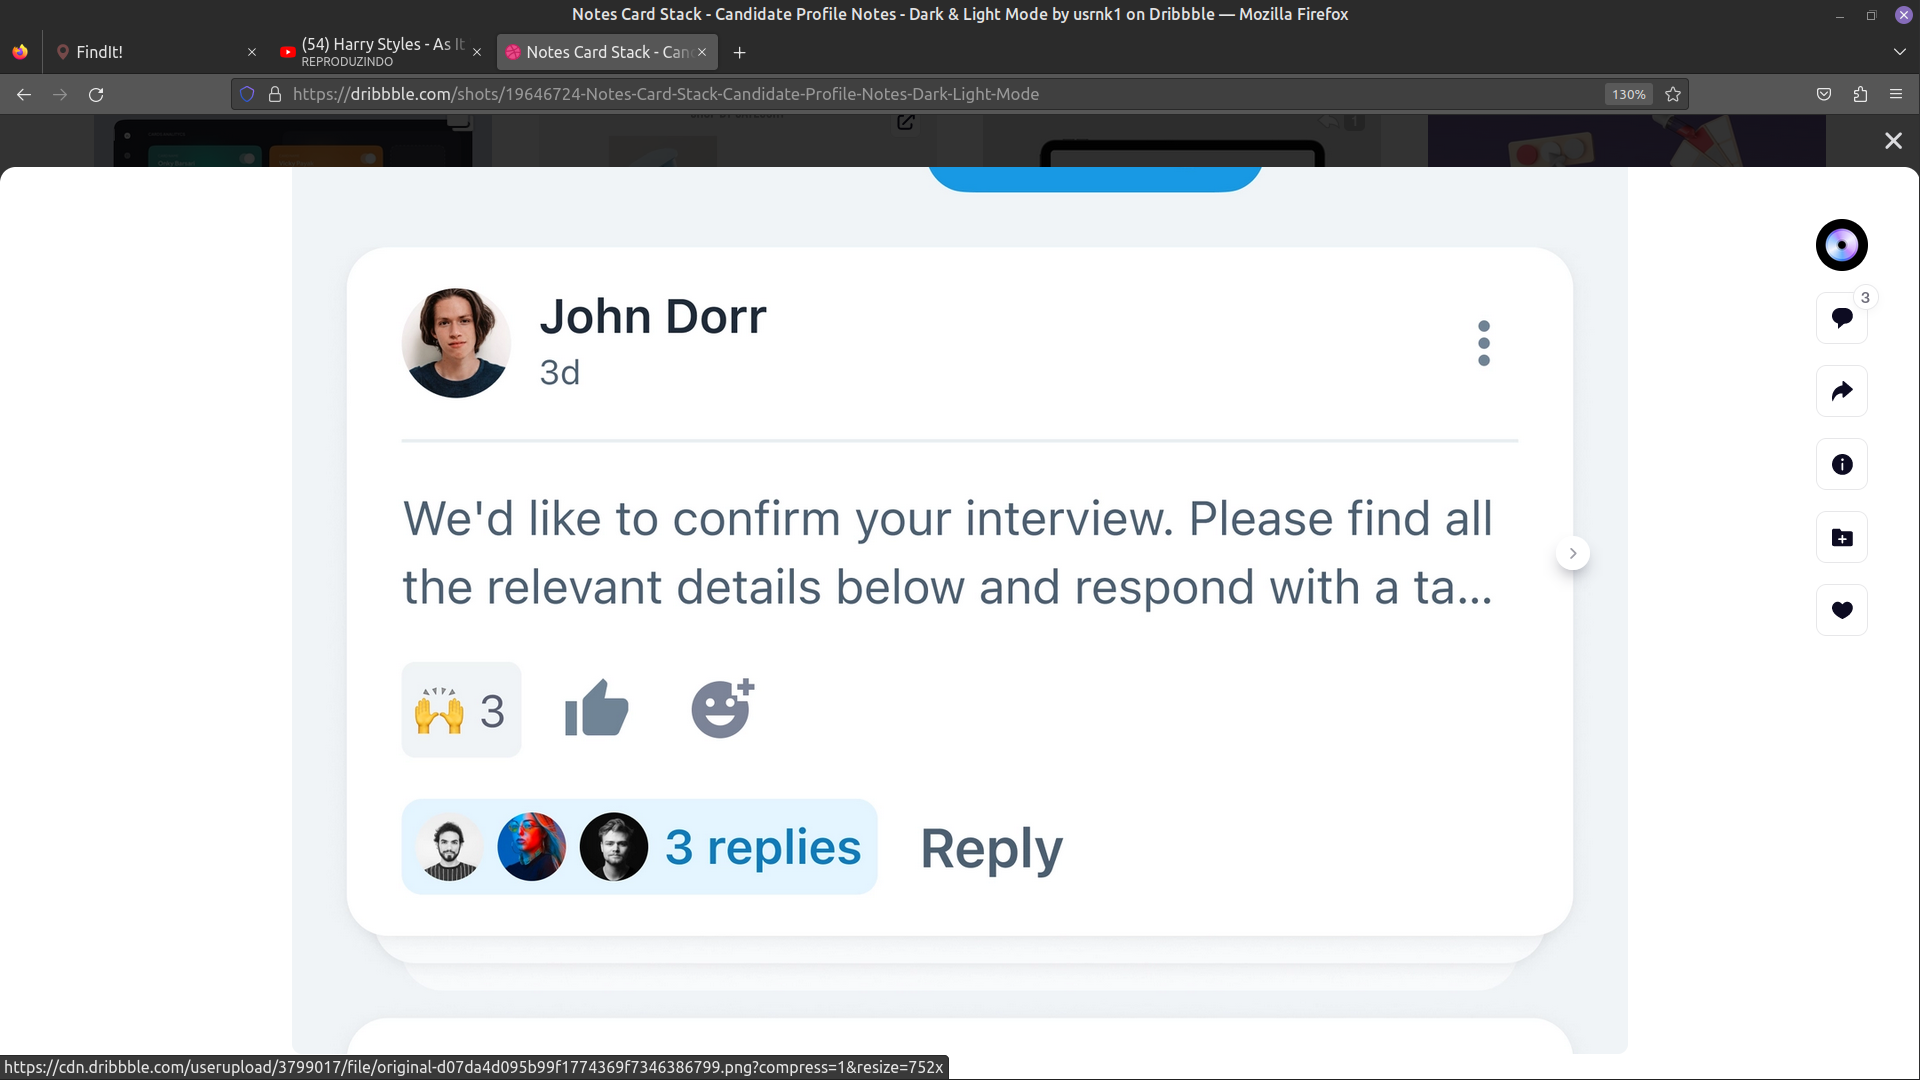 Notes Card Stack - Candidate Profile Notes - Dark & Light Mode by usrnk1 on Dribbble — Mozilla Firefox
FindIt!
(54) Harry Styles - As It
REPRODUZINDO
Notes Card Stack - Can
https://dribbble.com/shots/19646724-Notes-Card-Stack-Candidate-Profile-Notes-Dark-Light-Mode
130%
1
3
John Dorr
3d
We'd like to confirm your interview. Please find all
the relevant details below and respond with a ta...
3
3 replies
Reply
https://cdn.dribbble.com/userupload/3799017/file/original-d07da4d095b99f1774369f7346386799.png?compress=1&resize=752x